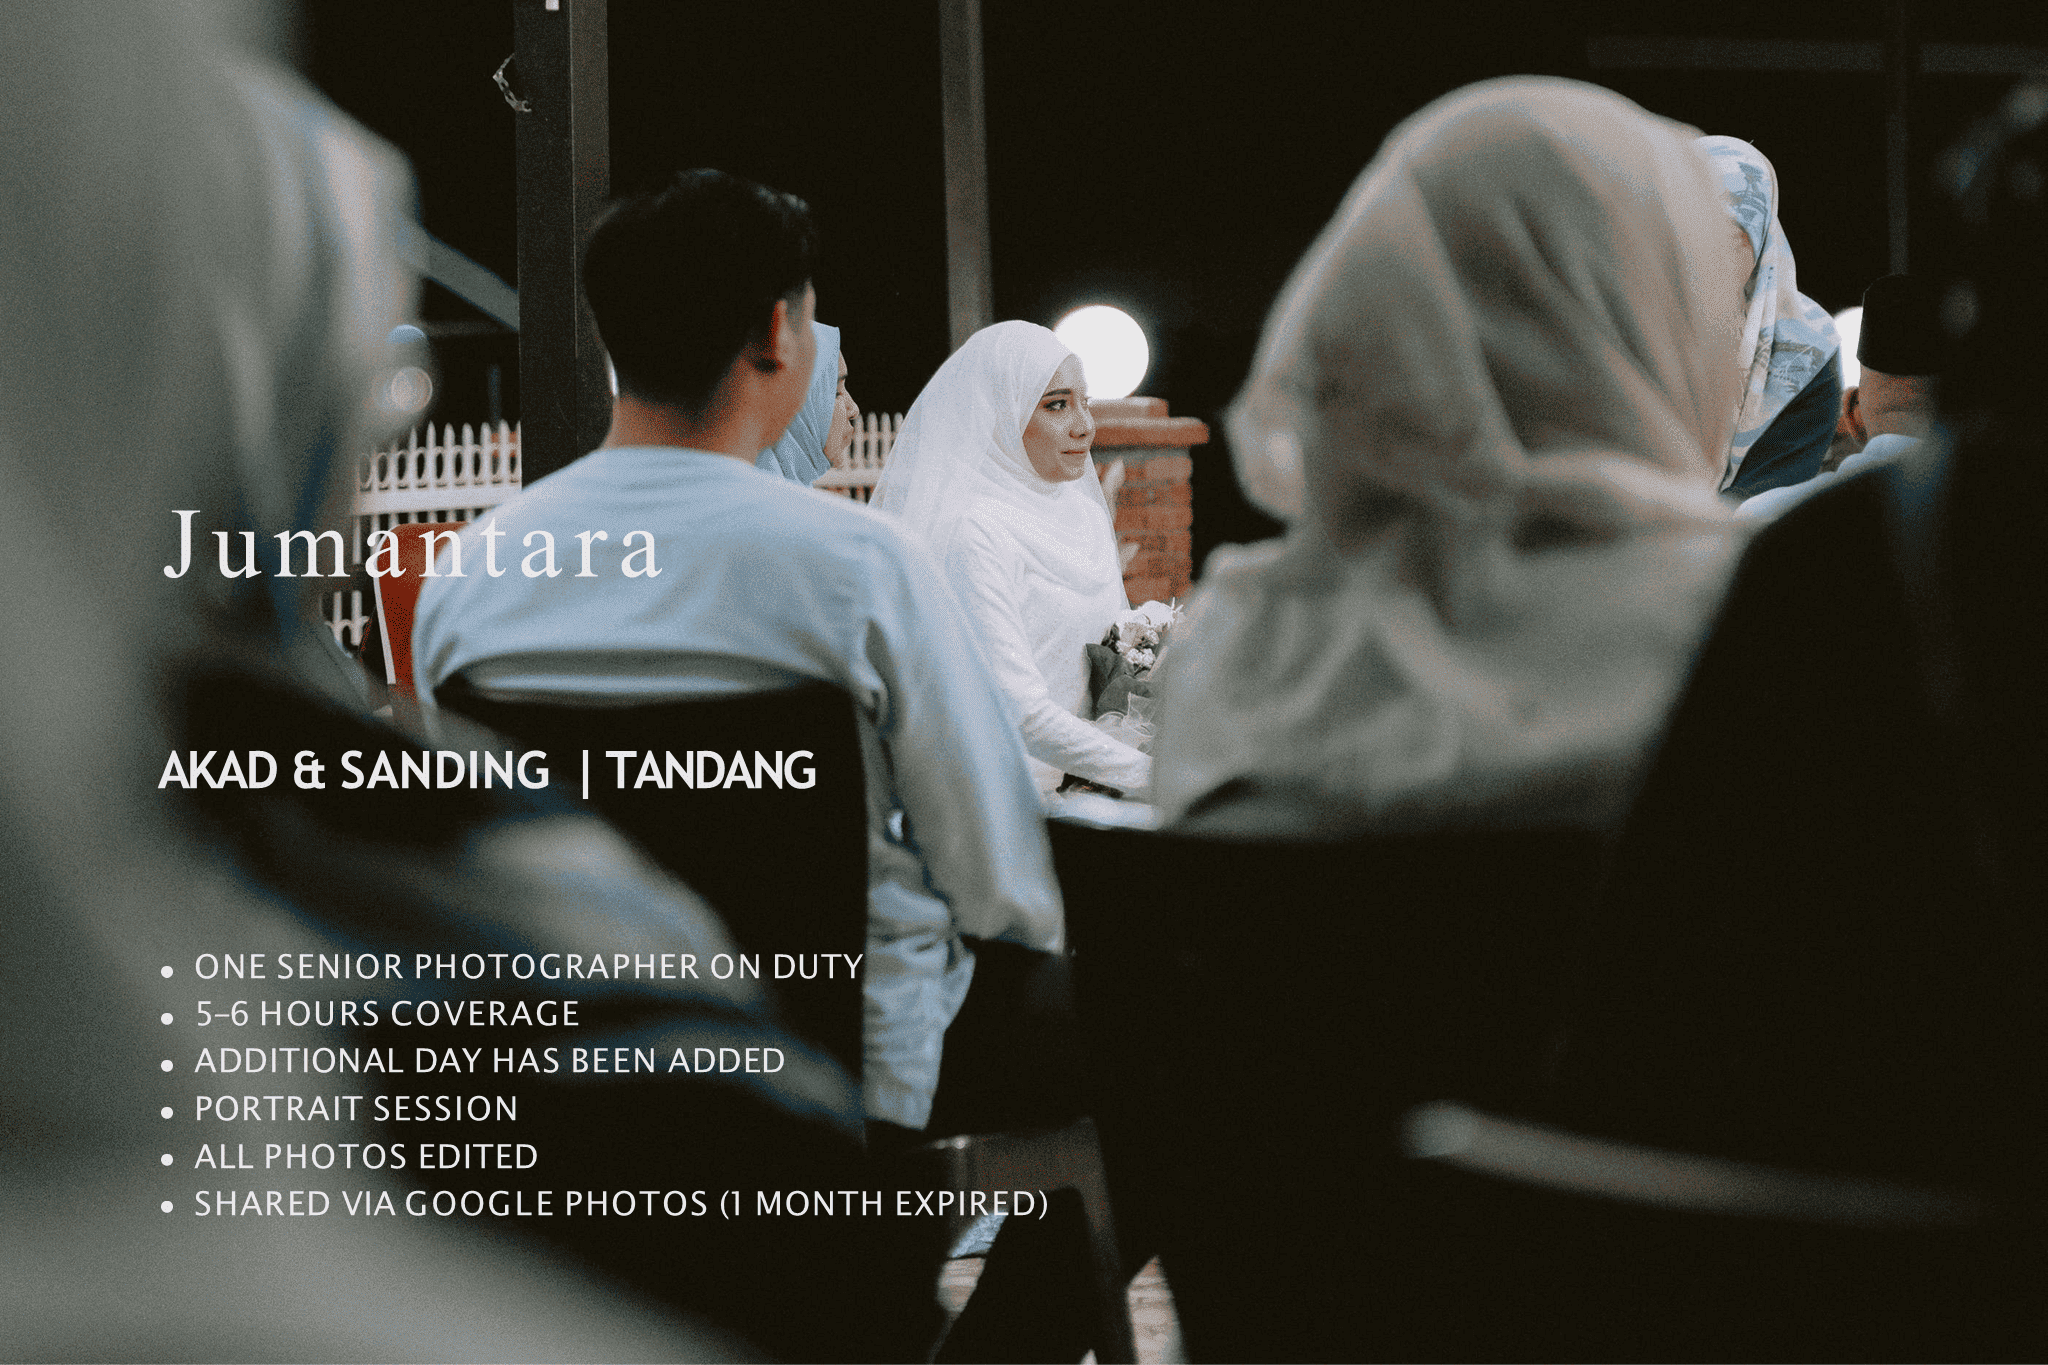 Jumantara
AKAD & SANDING | TANDANG
• ONE SENIOR PHOTOGRAPHER ON DUTY
• 5–6 HOURS COVERAGE
• ADDITIONAL DAY HAS BEEN ADDED
• PORTRAIT SESSION
• ALL PHOTOS EDITED
• SHARED VIA GOOGLE PHOTOS (1 MONTH EXPIRED)